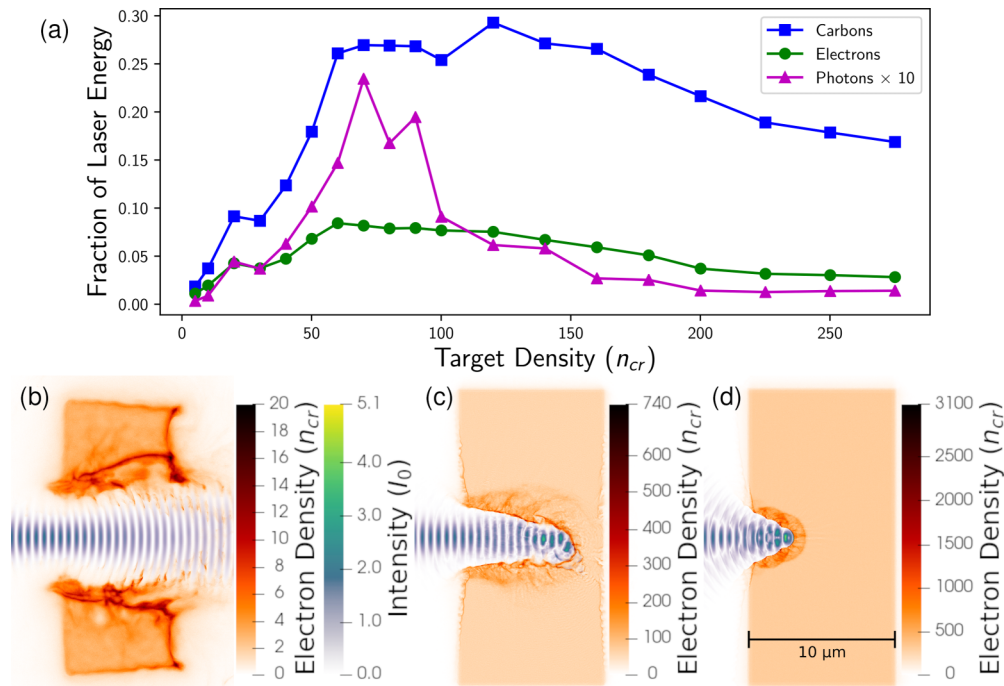 (a)
Fraction of Laser Energy
0.30
0.25
0.20
0.15
0.10
0.05
0.00
Carbons
Electrons
Photons × 10
0 50 100 150 200 250
Target Density (n_cr)
(b)
20
18
16
14
12
10
8
6
4
2
0
Electron Density (n_cr)
5.1
4.0
3.0
2.0
1.0
0.0
Intensity (I_0)
(c)
740
600
500
400
300
200
100
0
Electron Density (n_cr)
(d)
10 μm
3100
2500
2000
1500
1000
500
0
Electron Density (n_cr)